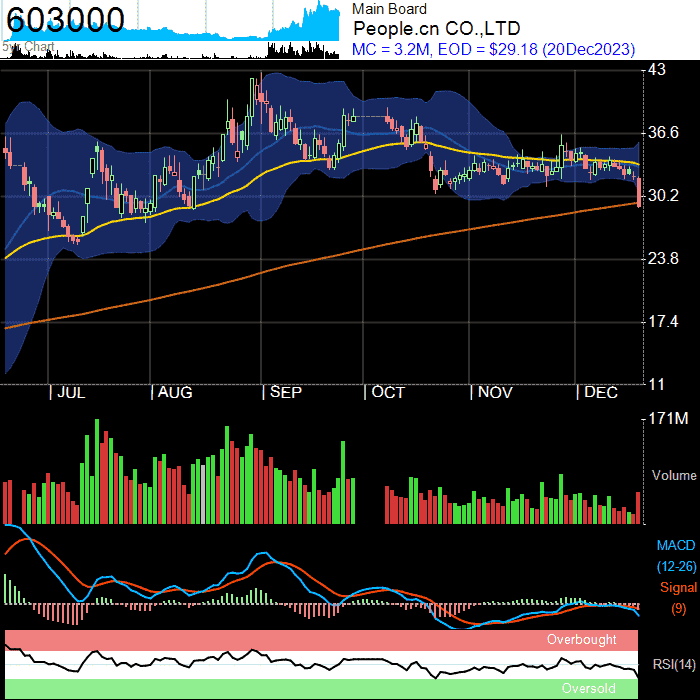 603000
5yr Chart
Main Board
People.cn CO.,LTD
MC = 3.2M, EOD = $29.18 (20Dec2023)
43
36.6
30.2
23.8
17.4
11
JUL AUG SEP OCT NOV DEC
171M
Volume
MACD
(12-26)
Signal
(9)
Overbought
RSI(14)
Oversold